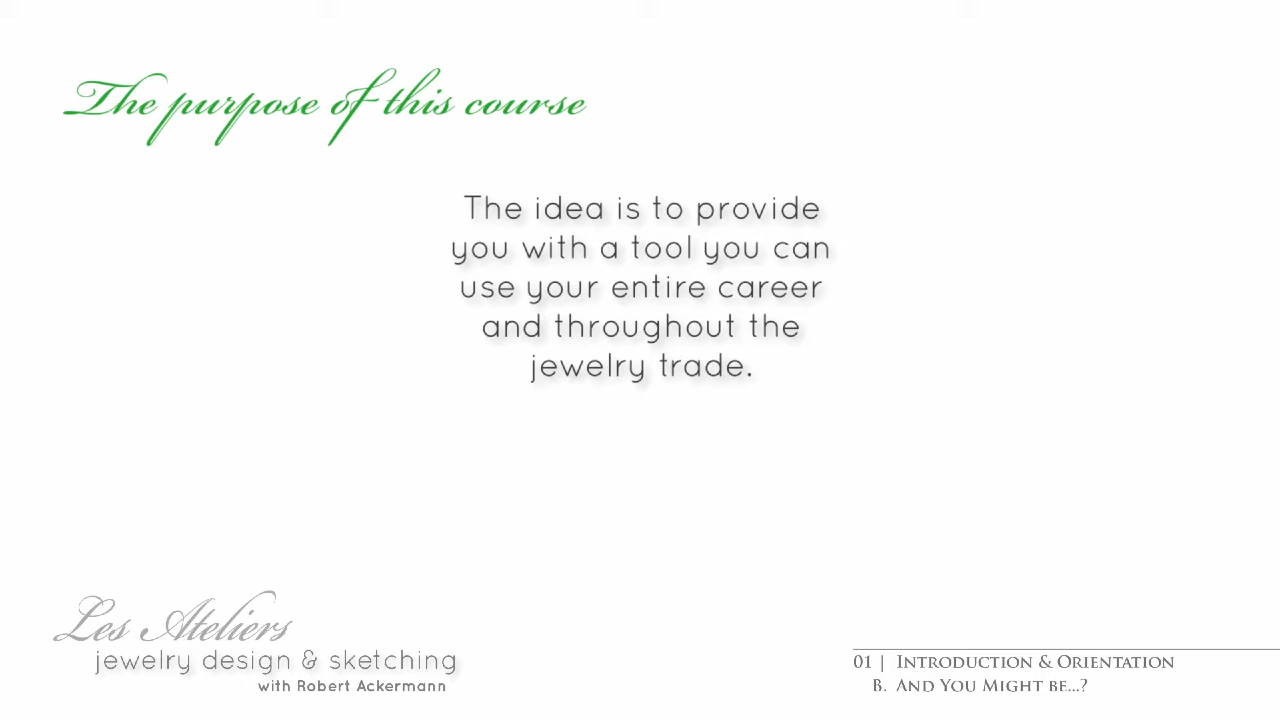 The purpose of this course
The idea is to provide
you with a tool you can
use your entire career
and throughout the
jewelry trade.
Les Ateliers
jewelry design & sketching
with Robert Ackermann
01 | Introduction & Orientation
B. And You Might be...?